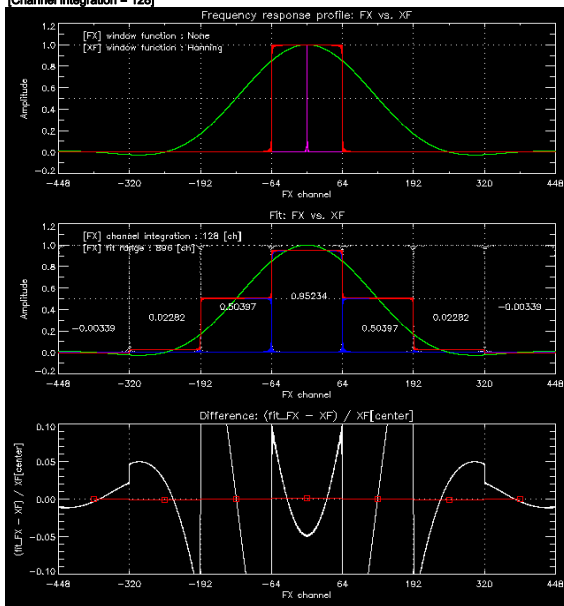 [Channel integration = 128]
Frequency response profile: FX vs. XF
[FX] window function : None
[XF] window function : Hanning
Amplitude
1.2
1.0
0.8
0.6
0.4
0.2
0.0
-0.2
-448 -320 -192 -64 64 192 320 448
FX channel
Fit: FX vs. XF
[FX] channel integration : 128 [ch]
[FX] fit range : 896 [ch]
Amplitude
1.2
1.0
0.8
0.6
0.4
0.2
0.0
-0.2
-0.00339 0.02282 0.50397 0.95234 0.50397 0.02282 -0.00339
-448 -320 -192 -64 64 192 320 448
FX channel
Difference: (fit_FX - XF) / XF[center]
(fit_FX - XF) / XF[center]
0.10
0.05
0.00
-0.05
-0.10
-448 -320 -192 -64 64 192 320 448
FX channel